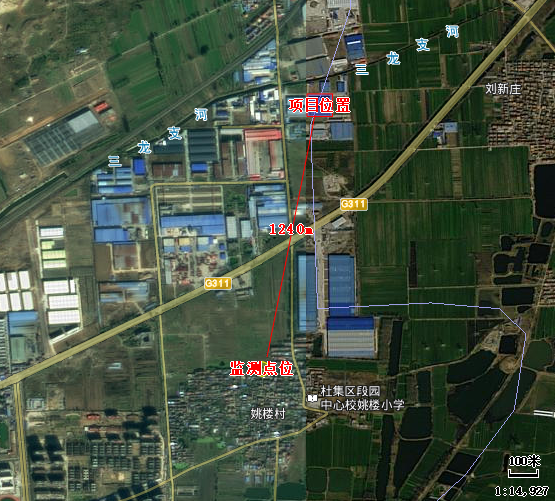 三龙支河
刘新庄
项目位置
三龙支河
G311
1240m
G311
监测点位
杜集区段园
中心校姚楼小学
姚楼村
100米
1:14,927